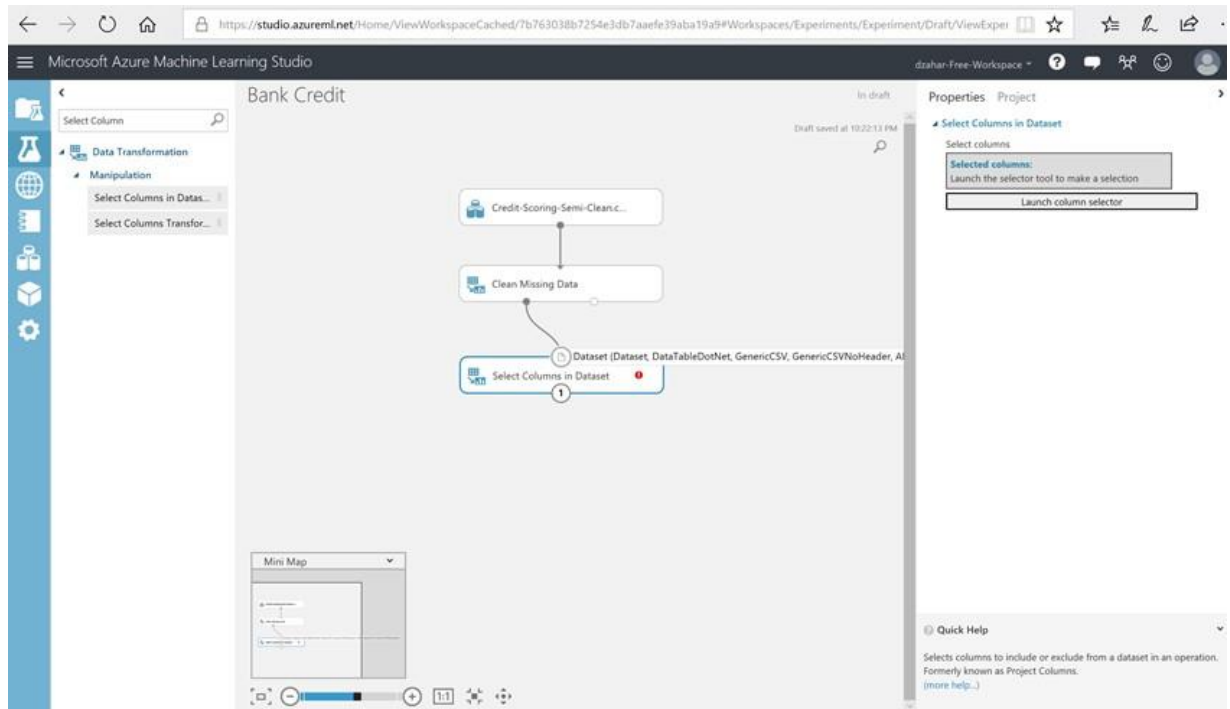 https://studio.azureml.net/Home/ViewWorkspaceCached/7b763038b7254e3db7aaefe39aba19a9#Workspaces/Experiments/Experiment/Draft/ViewExper
Microsoft Azure Machine Learning Studio
dzahar-Free-Workspace
?
Select Column
Data Transformation
Manipulation
Select Columns in Datas...
Select Columns Transfor...
Bank Credit
In draft
Draft saved at 10:22:13 PM
Credit-Scoring-Semi-Clean.c...
Clean Missing Data
Dataset (Dataset, DataTableDotNet, GenericCSV, GenericCSVNoHeader, A
Select Columns in Dataset
1
Mini Map
1:1
Properties Project
Select Columns in Dataset
Select columns
Selected columns:
Launch the selector tool to make a selection
Launch column selector
Quick Help
Selects columns to include or exclude from a dataset in an operation.
Formerly known as Project Columns.
(more help...)